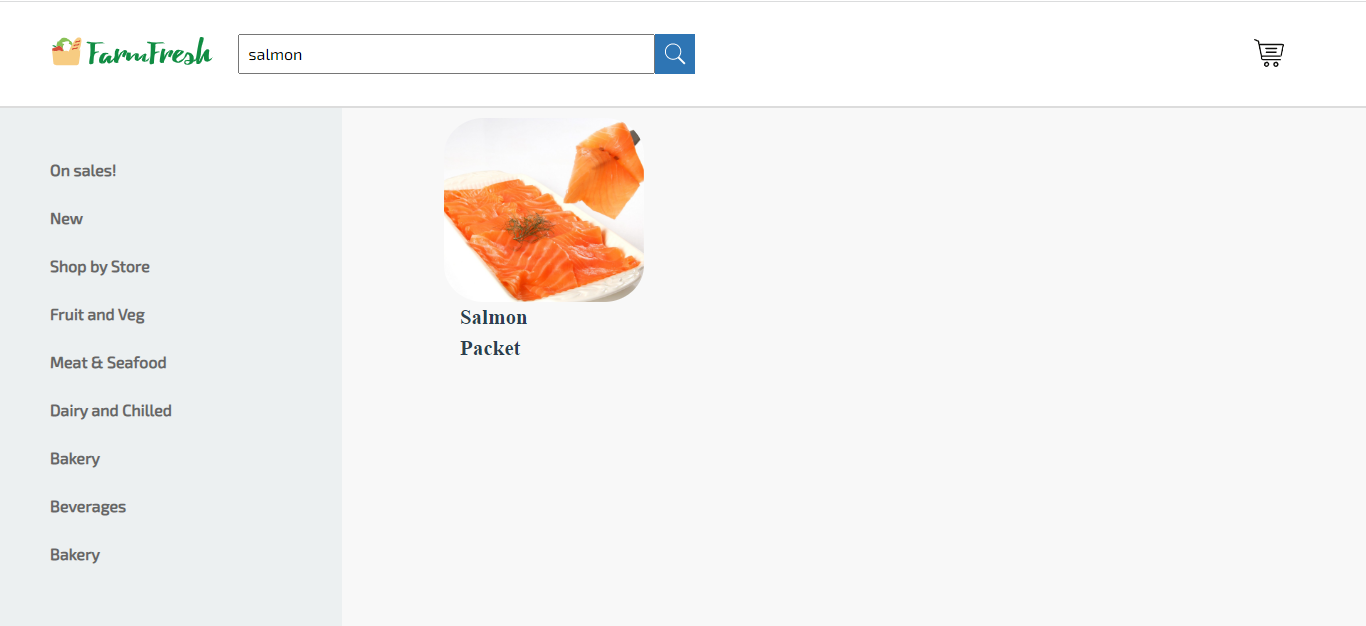 FarmFresh
salmon
On sales!
New
Shop by Store
Fruit and Veg
Meat & Seafood
Dairy and Chilled
Bakery
Beverages
Bakery
Salmon
Packet